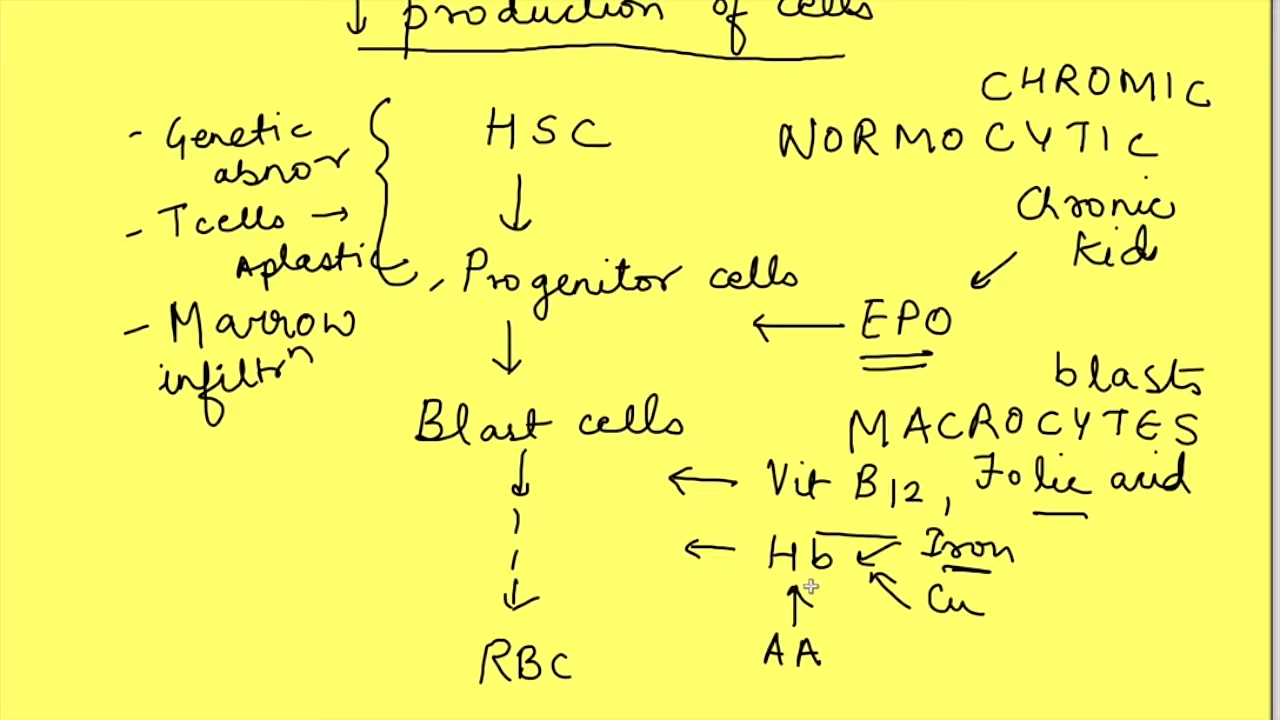 ↓ production of cells
CHROMIC
HSC
NORMOCYTIC
- Genetic
abnor
- T cells →
Aplastic
Chronic
Kid
Progenitor cells
← EPO
- Marrow
infiltrⁿ
blasts
MACROCYTES
Blast cells
← Vit B12, Folic acid
← Hb Iron
Cu
AA
RBC